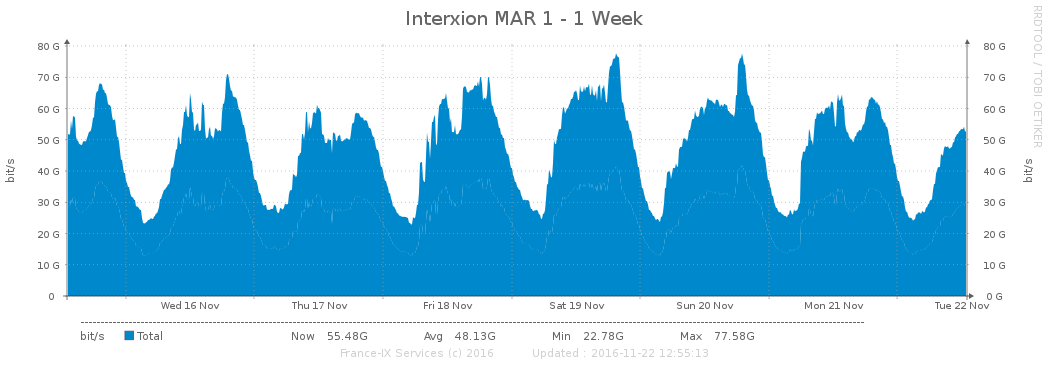 Interxion MAR 1 - 1 Week
RRDTOOL / TOBI OETIKER
80 G 80 G
70 G 70 G
60 G 60 G
50 G 50 G
40 G 40 G
30 G 30 G
20 G 20 G
10 G 10 G
0 0 G
bit/s bit/s
Wed 16 Nov Thu 17 Nov Fri 18 Nov Sat 19 Nov Sun 20 Nov Mon 21 Nov Tue 22 Nov
bit/s Total Now 55.48G Avg 48.13G Min 22.78G Max 77.58G
France-IX Services (c) 2016 Updated : 2016-11-22 12:55:13